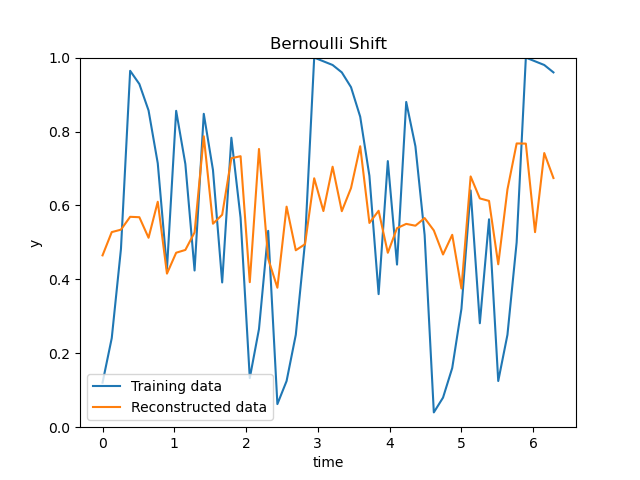 Bernoulli Shift
1.0
0.8
0.6
0.4
0.2
0.0
y
Training data
Reconstructed data
0 1 2 3 4 5 6
time